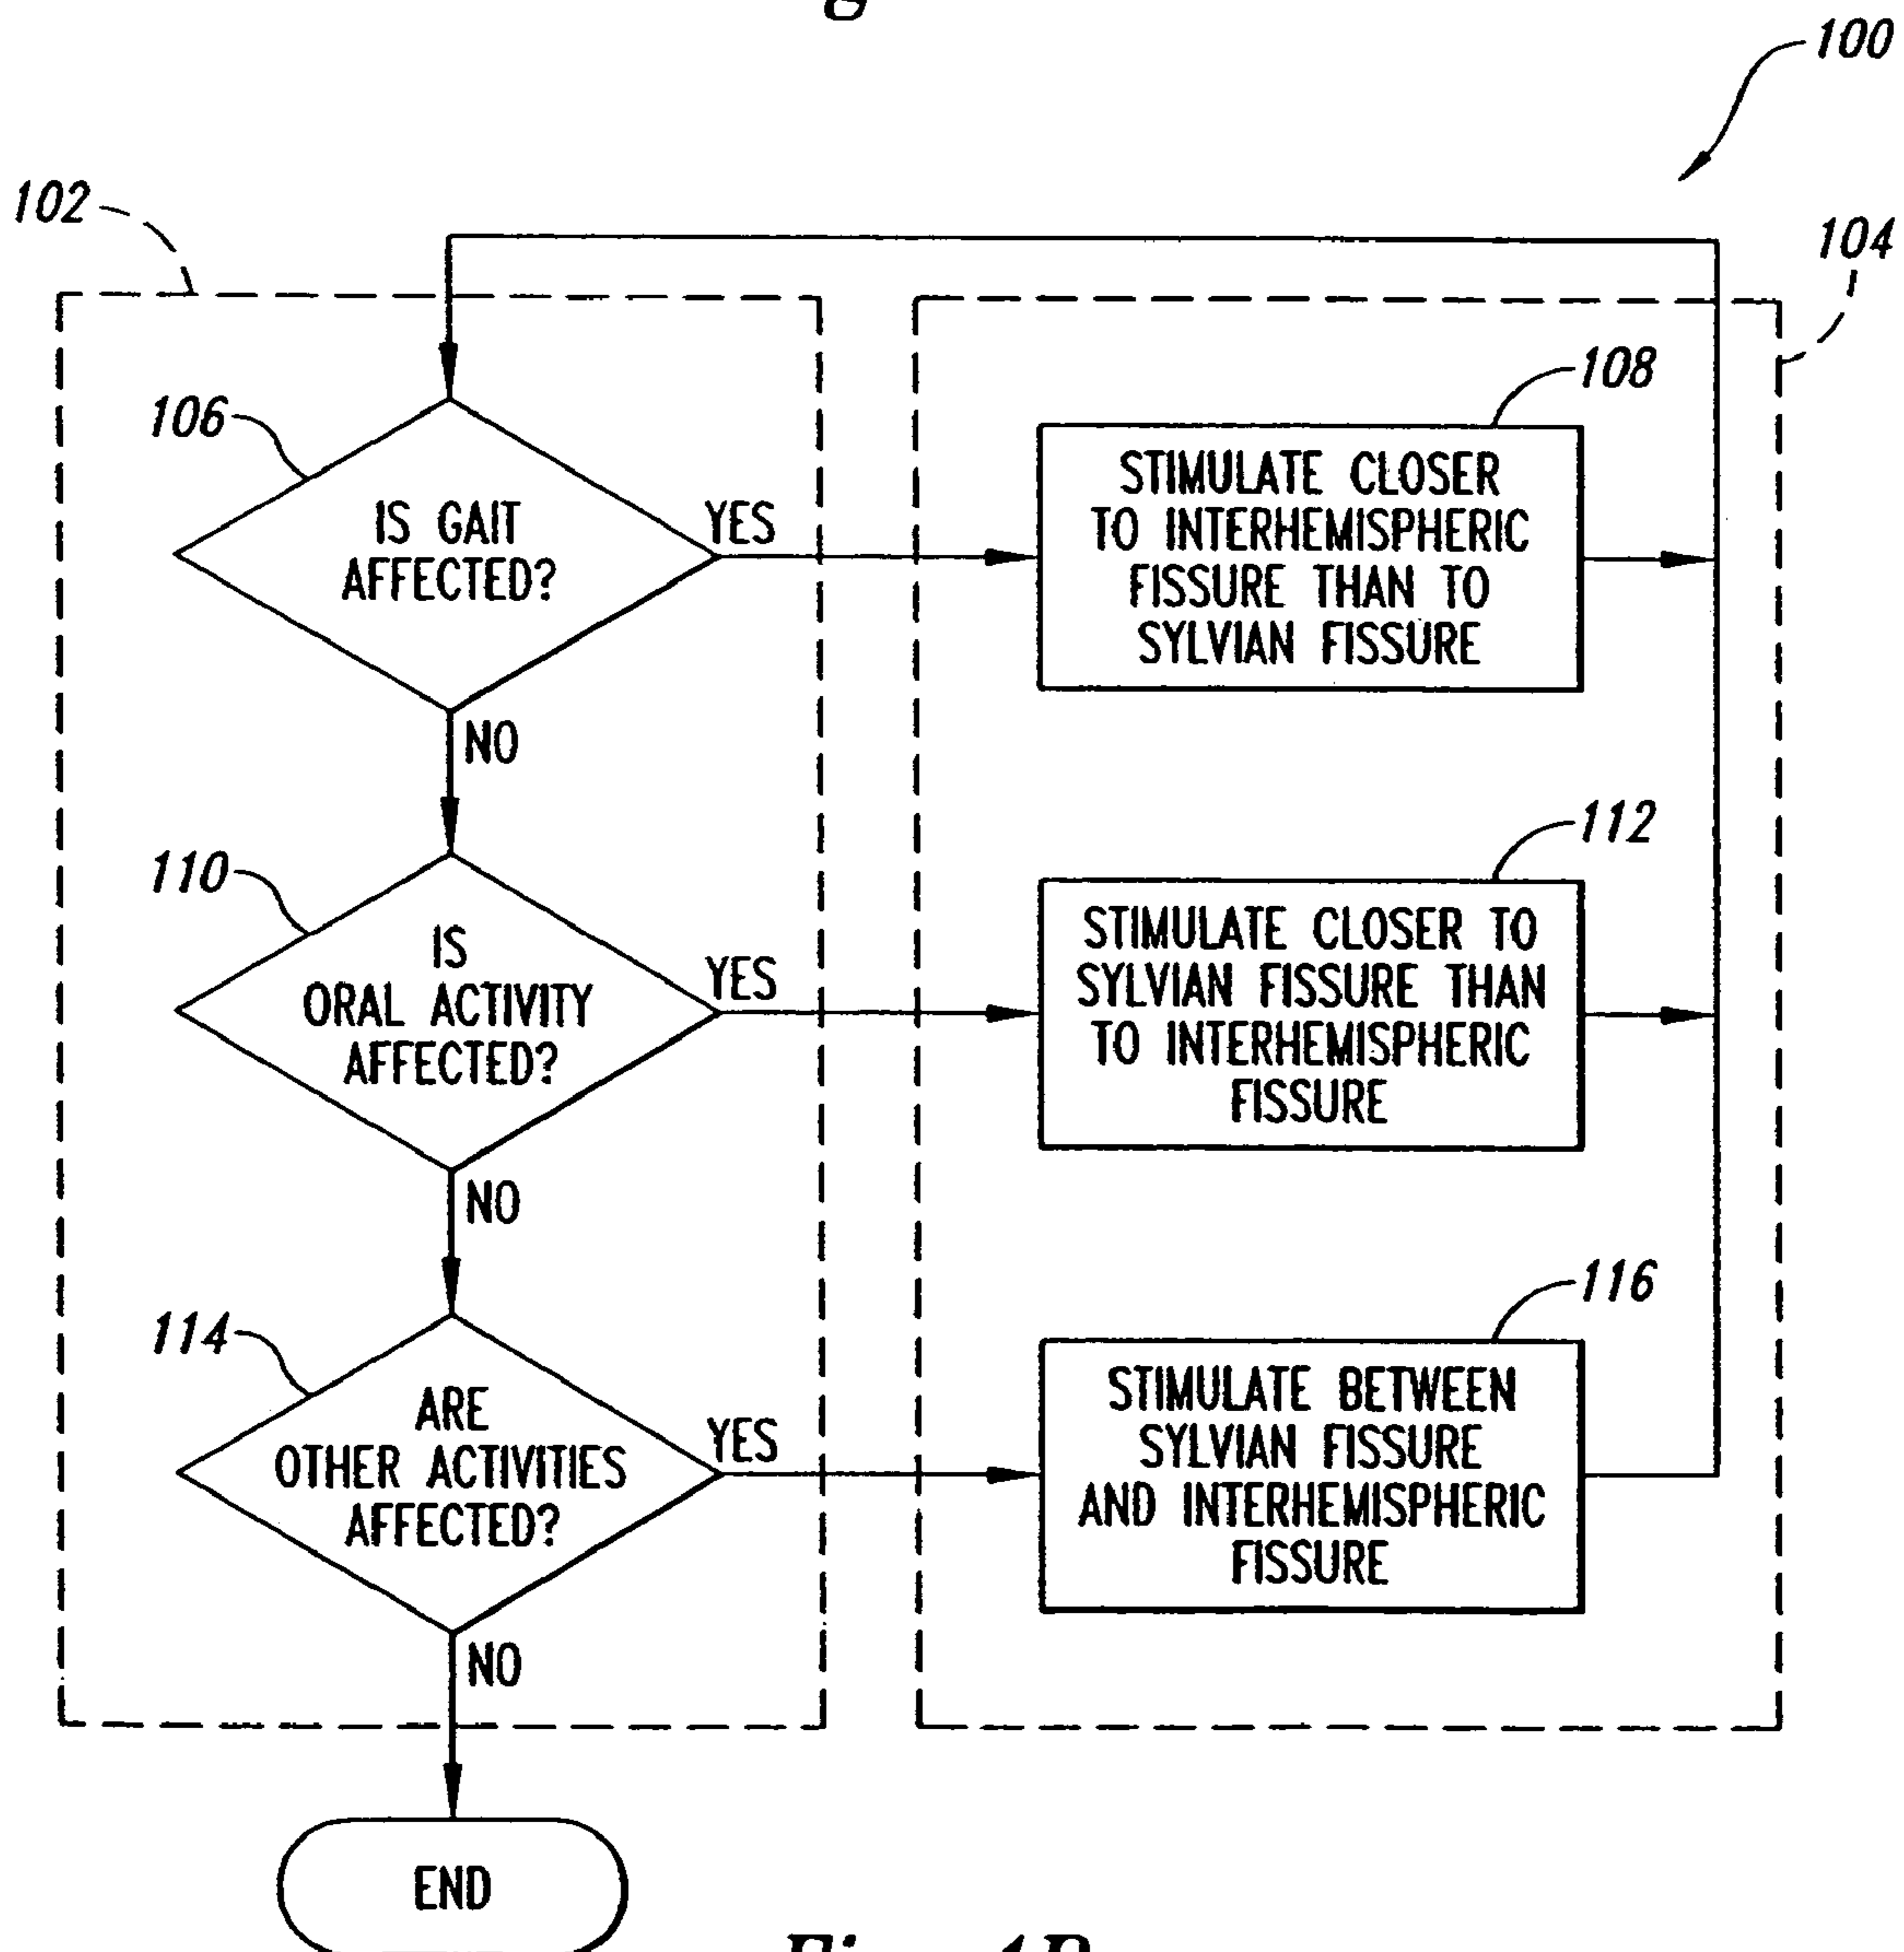 100
102
104
106
IS GAIT
AFFECTED?
YES
108
STIMULATE CLOSER
TO INTERHEMISPHERIC
FISSURE THAN TO
SYLVIAN FISSURE
NO
110
IS
ORAL ACTIVITY
AFFECTED?
YES
112
STIMULATE CLOSER TO
SYLVIAN FISSURE THAN
TO INTERHEMISPHERIC
FISSURE
NO
114
ARE
OTHER ACTIVITIES
AFFECTED?
YES
116
STIMULATE BETWEEN
SYLVIAN FISSURE
AND INTERHEMISPHERIC
FISSURE
NO
END